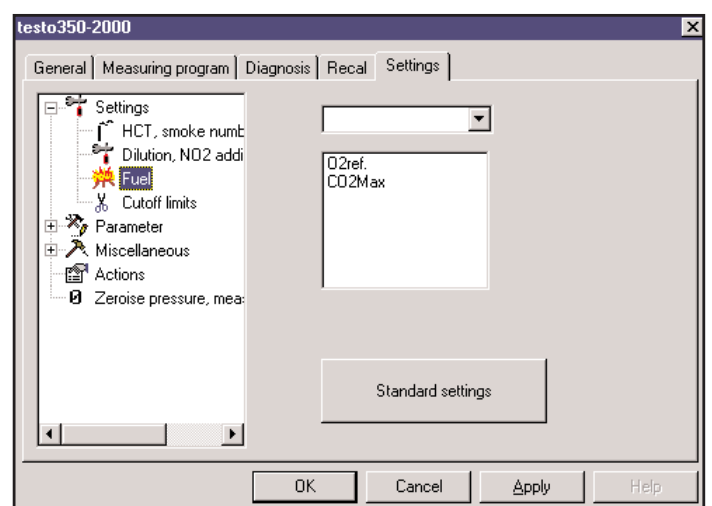 testo350-2000
General Measuring program Diagnosis Recal Settings
Settings
HCT, smoke numb
Dilution, NO2 addi
Fuel
Cutoff limits
Parameter
Miscellaneous
Actions
0 Zeroise pressure, mea
O2ref.
CO2Max
Standard settings
OK Cancel Apply Help